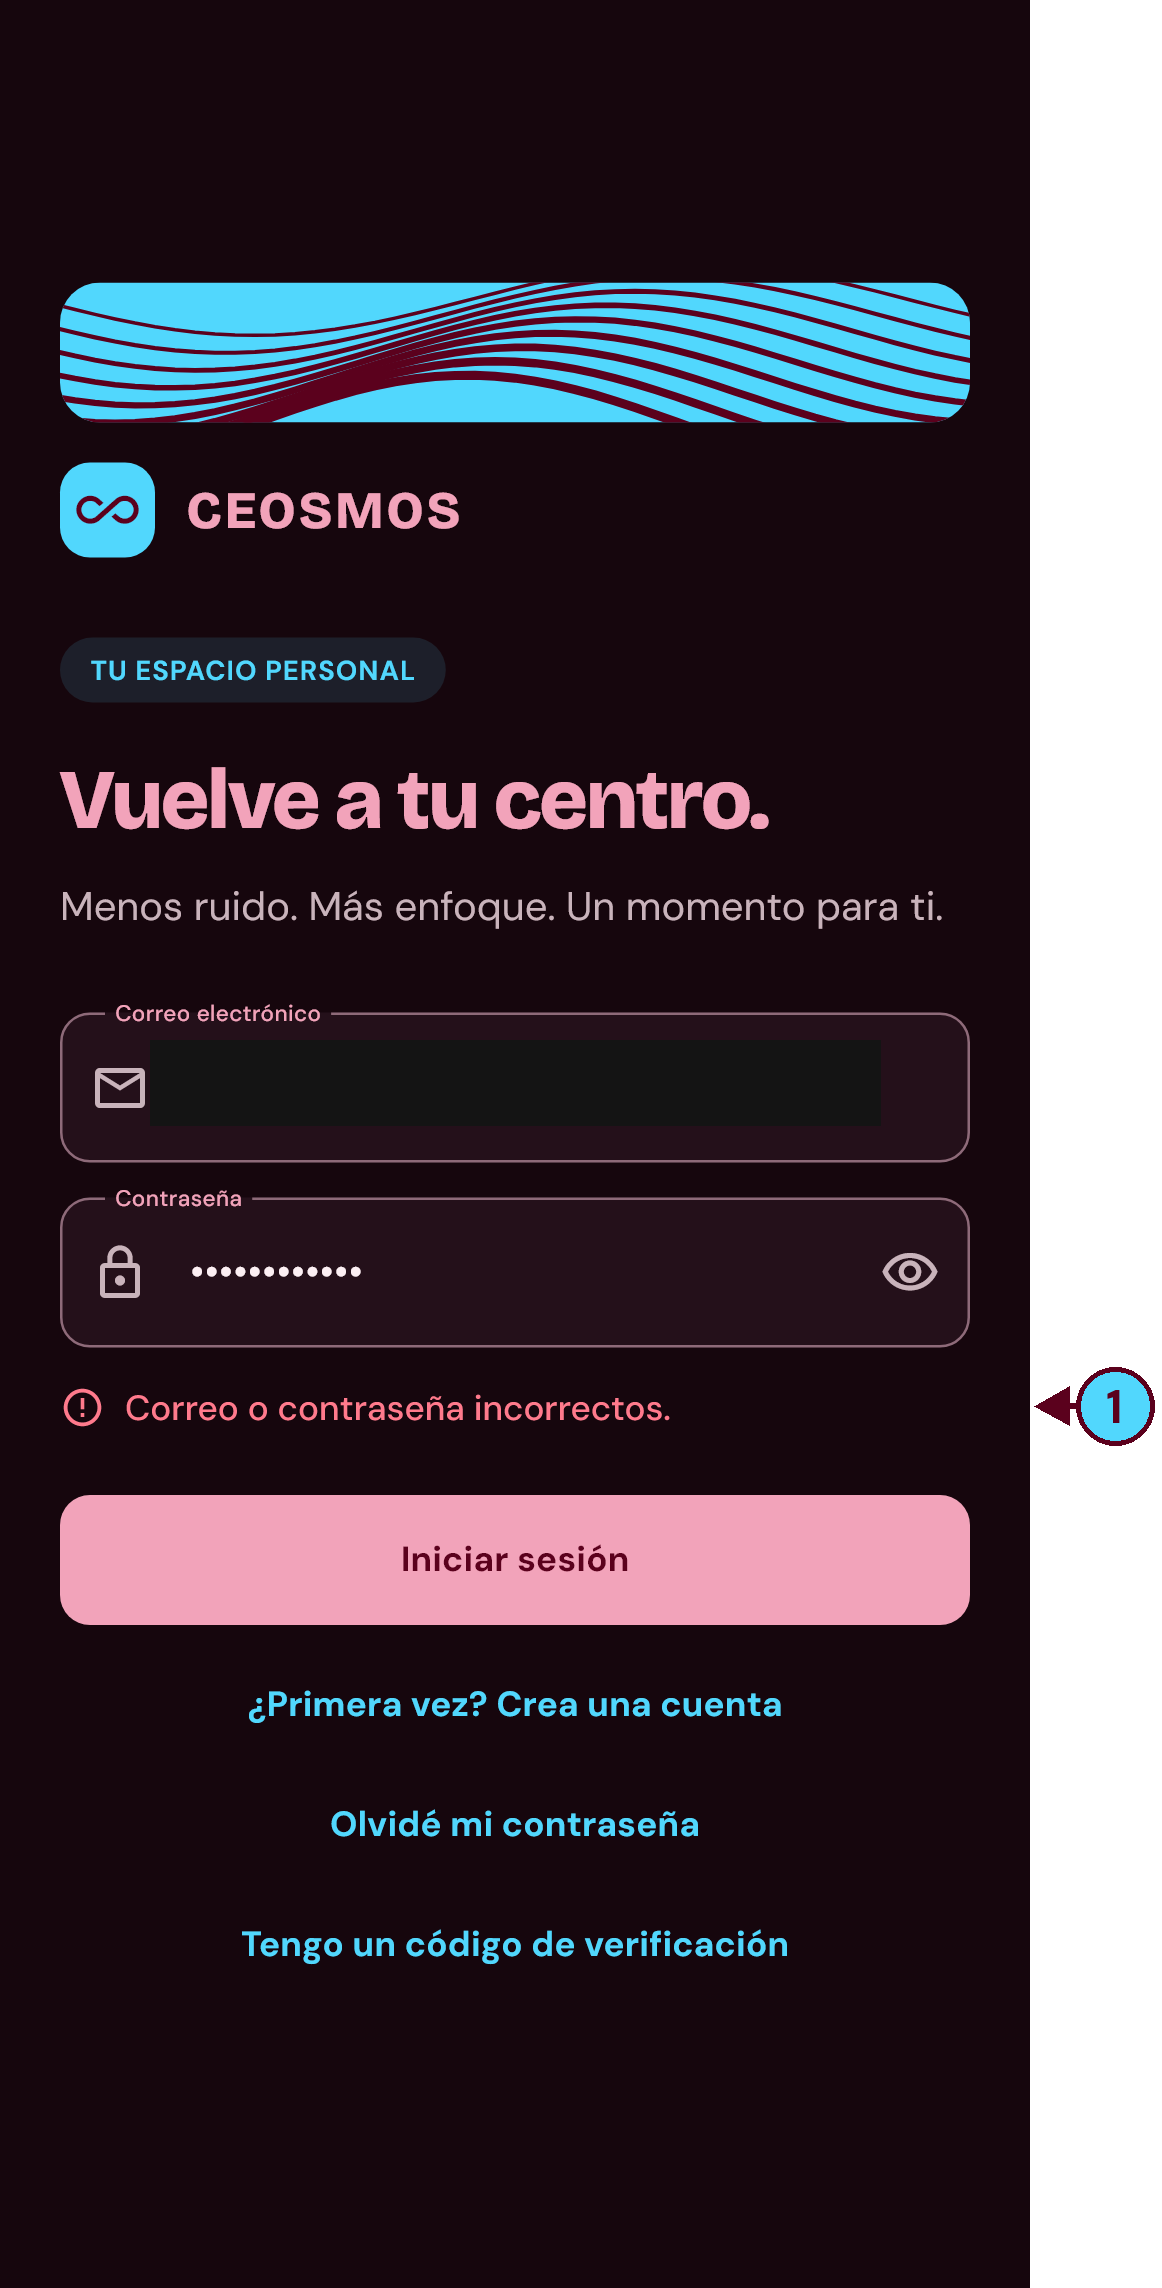 CEOSMOS
TU ESPACIO PERSONAL
Vuelve a tu centro.
Menos ruido. Más enfoque. Un momento para ti.
Correo electrónico
Contraseña
••••••••••••
Correo o contraseña incorrectos.
1
Iniciar sesión
¿Primera vez? Crea una cuenta
Olvidé mi contraseña
Tengo un código de verificación